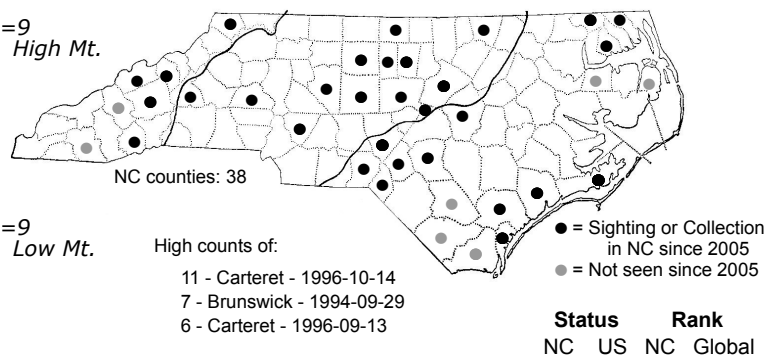 =9
High Mt.
NC counties: 38
=9
Low Mt.
High counts of:
11 - Carteret - 1996-10-14
7 - Brunswick - 1994-09-29
6 - Carteret - 1996-09-13
= Sighting or Collection
in NC since 2005
= Not seen since 2005
Status Rank
NC US NC Global